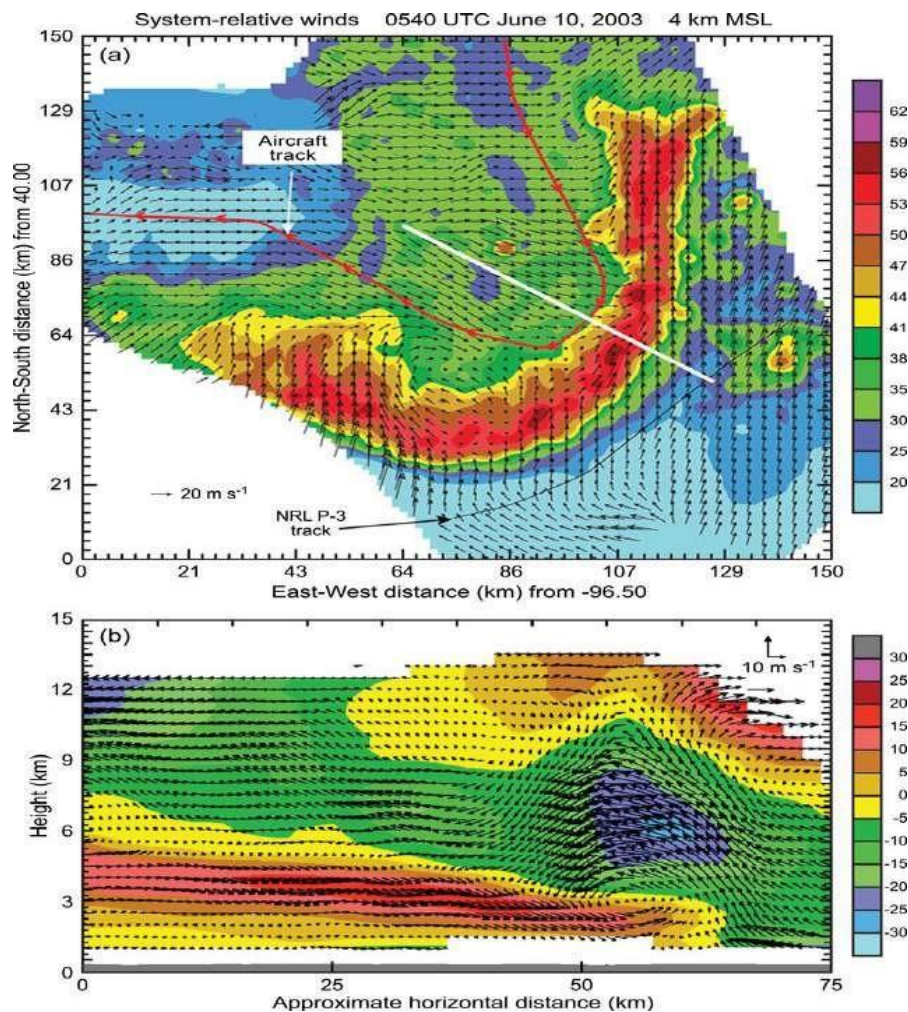 System-relative winds 0540 UTC June 10, 2003 4 km MSL
(a)
150
129
107
86
64
43
21
0
North-South distance (km) from 40.00
Aircraft
track
20 m s⁻¹
NRL P-3
track
0 21 43 64 86 107 129 150
East-West distance (km) from -96.50
62
59
56
53
50
47
44
41
38
35
30
25
20
(b)
15
12
9
6
3
0
Height (km)
10 m s⁻¹
0 25 50 75
Approximate horizontal distance (km)
30
25
20
15
10
5
0
-5
-10
-15
-20
-25
-30